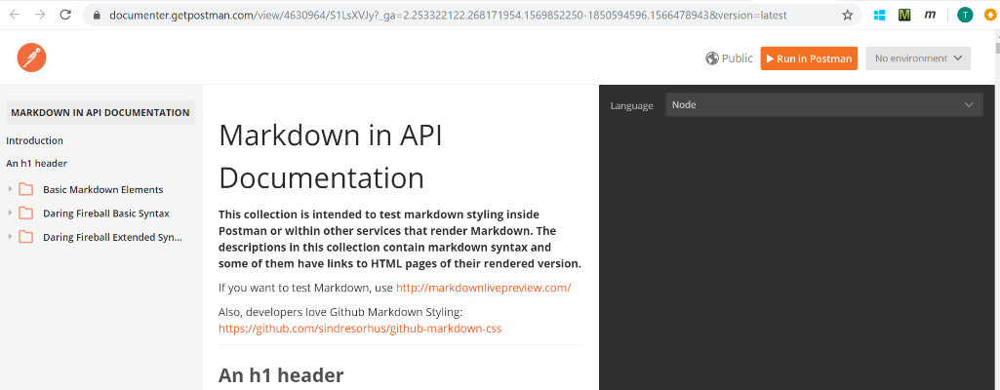 documenter.getpostman.com/view/4630964/S1LsXVJy?_ga=2.253322122.268171954.1569852250-1850594596.1566478943&version=latest
M
m
T
Public
Run in Postman
No environment
MARKDOWN IN API DOCUMENTATION
Introduction
An h1 header
Basic Markdown Elements
Daring Fireball Basic Syntax
Daring Fireball Extended Syn...
Markdown in API
Documentation
This collection is intended to test markdown styling inside
Postman or within other services that render Markdown. The
descriptions in this collection contain markdown syntax and
some of them have links to HTML pages of their rendered version.
If you want to test Markdown, use http://markdownlivepreview.com/
Also, developers love Github Markdown Styling:
https://github.com/sindresorhus/github-markdown-css
An h1 header
Language
Node